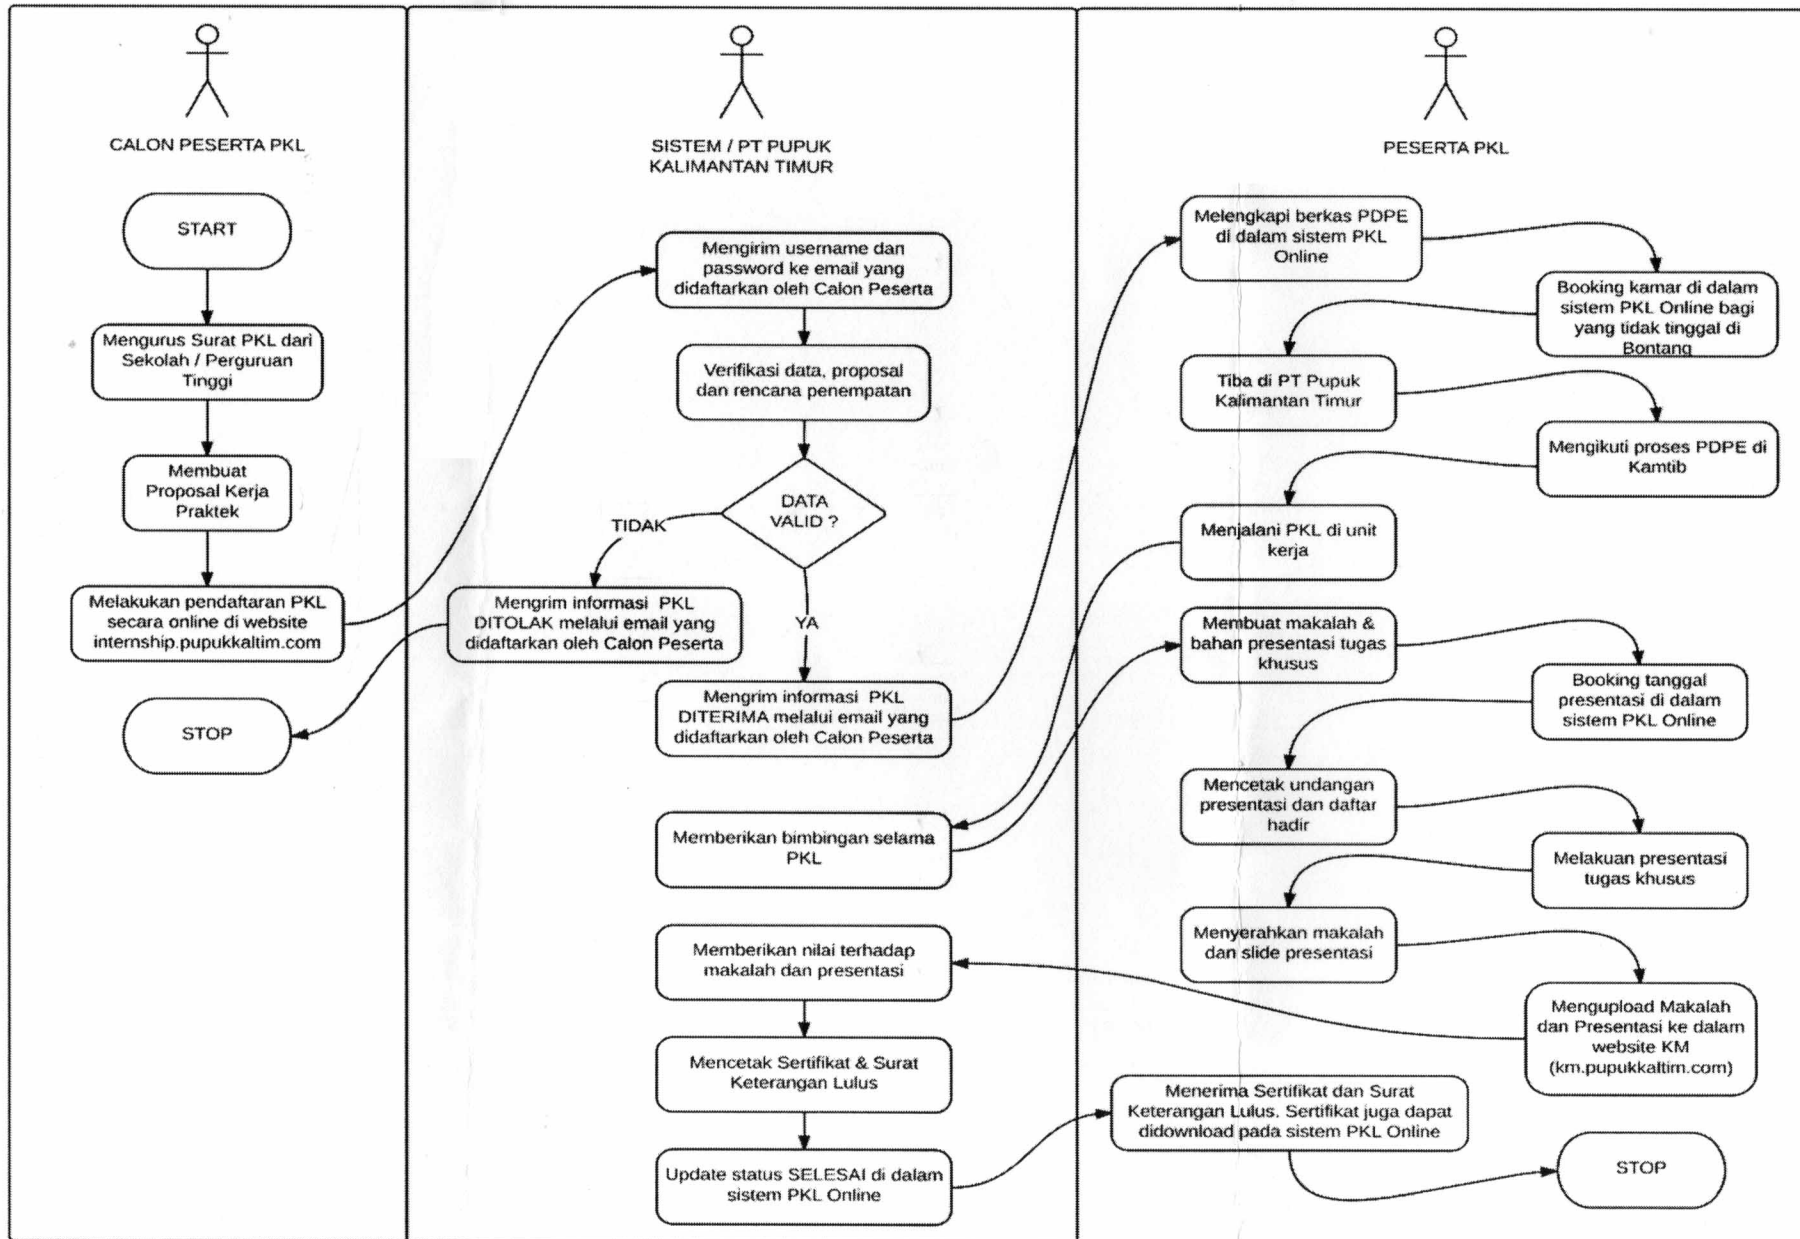 CALON PESERTA PKL
START
Mengurus Surat PKL dari
Sekolah / Perguruan
Tinggi
Membuat
Proposal Kerja
Praktek
Melakukan pendaftaran PKL
secara online di website
internship.pupukkaltim.com
STOP
SISTEM / PT PUPUK
KALIMANTAN TIMUR
Mengirim username dan
password ke email yang
didaftarkan oleh Calon Peserta
Verifikasi data, proposal
dan rencana penempatan
DATA
VALID ?
TIDAK
Mengrim informasi PKL
DITOLAK melalui email yang
didaftarkan oleh Calon Peserta
YA
Mengrim informasi PKL
DITERIMA melalui email yang
didaftarkan oleh Calon Peserta
Memberikan bimbingan selama
PKL
Memberikan nilai terhadap
makalah dan presentasi
Mencetak Sertifikat & Surat
Keterangan Lulus
Update status SELESAI di dalam
sistem PKL Online
PESERTA PKL
Melengkapi berkas PDPE
di dalam sistem PKL
Online
Booking kamar di dalam
sistem PKL Online bagi
yang tidak tinggal di
Bontang
Tiba di PT Pupuk
Kalimantan Timur
Mengikuti proses PDPE di
Kamtib
Menjalani PKL di unit
kerja
Membuat makalah &
bahan presentasi tugas
khusus
Booking tanggal
presentasi di dalam
sistem PKL Online
Mencetak undangan
presentasi dan daftar
hadir
Melakuan presentasi
tugas khusus
Menyerahkan makalah
dan slide presentasi
Mengupload Makalah
dan Presentasi ke dalam
website KM
(km.pupukkaltim.com)
Menerima Sertifikat dan Surat
Keterangan Lulus. Sertifikat juga dapat
didownload pada sistem PKL Online
STOP